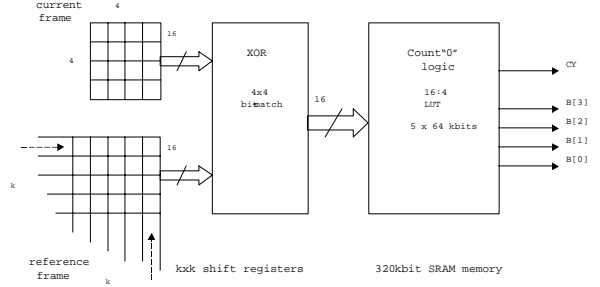 current
frame
4
4
16
XOR
4x4
bitmatch
16
Count"0"
logic
16:4
LUT
5 x 64 kbits
CY
B[3]
B[2]
B[1]
B[0]
16
k
reference
frame
k
kxk shift registers
320kbit SRAM memory